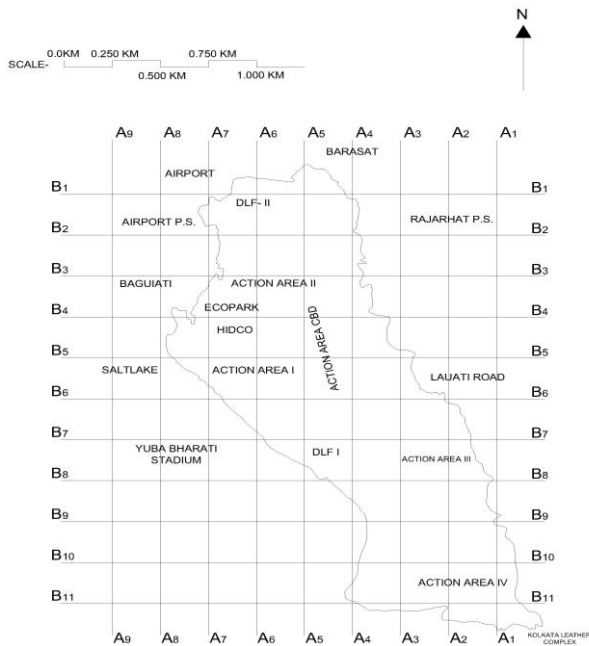 N
0.0KM 0.250 KM 0.750 KM
SCALE-
0.500 KM 1.000 KM
A9 A8 A7 A6 A5 A4 A3 A2 A1
BARASAT
AIRPORT
B1 B1
DLF- II
AIRPORT P.S. RAJARHAT P.S.
B2 B2
B3 B3
BAGUIATI ACTION AREA II
ECOPARK
B4 B4
HIDCO
ACTION AREA CBD
B5 B5
SALTLAKE ACTION AREA I LAUATI ROAD
B6 B6
B7 B7
YUBA BHARATI
STADIUM
DLF I ACTION AREA III
B8 B8
B9 B9
B10 B10
ACTION AREA IV
B11 B11
A9 A8 A7 A6 A5 A4 A3 A2 A1
KOLKATA LEATHER
COMPLEX